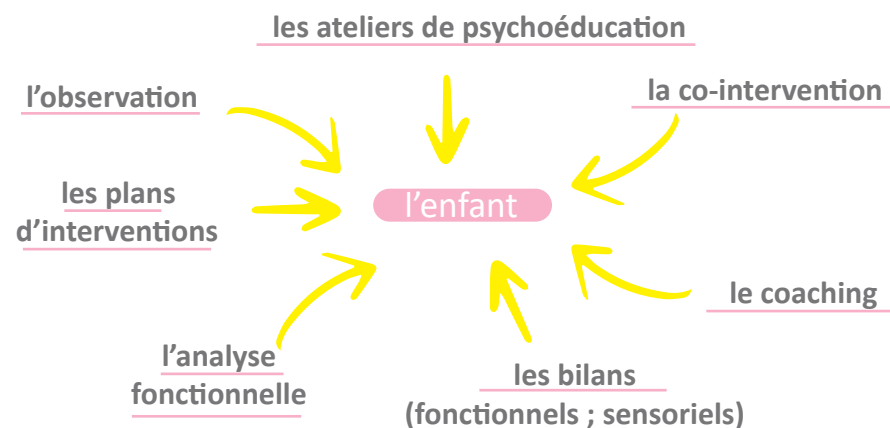 les ateliers de psychoéducation
l’observation
la co-intervention
les plans
d’interventions
l’enfant
le coaching
l’analyse
fonctionnelle
les bilans
(fonctionnels ; sensoriels)